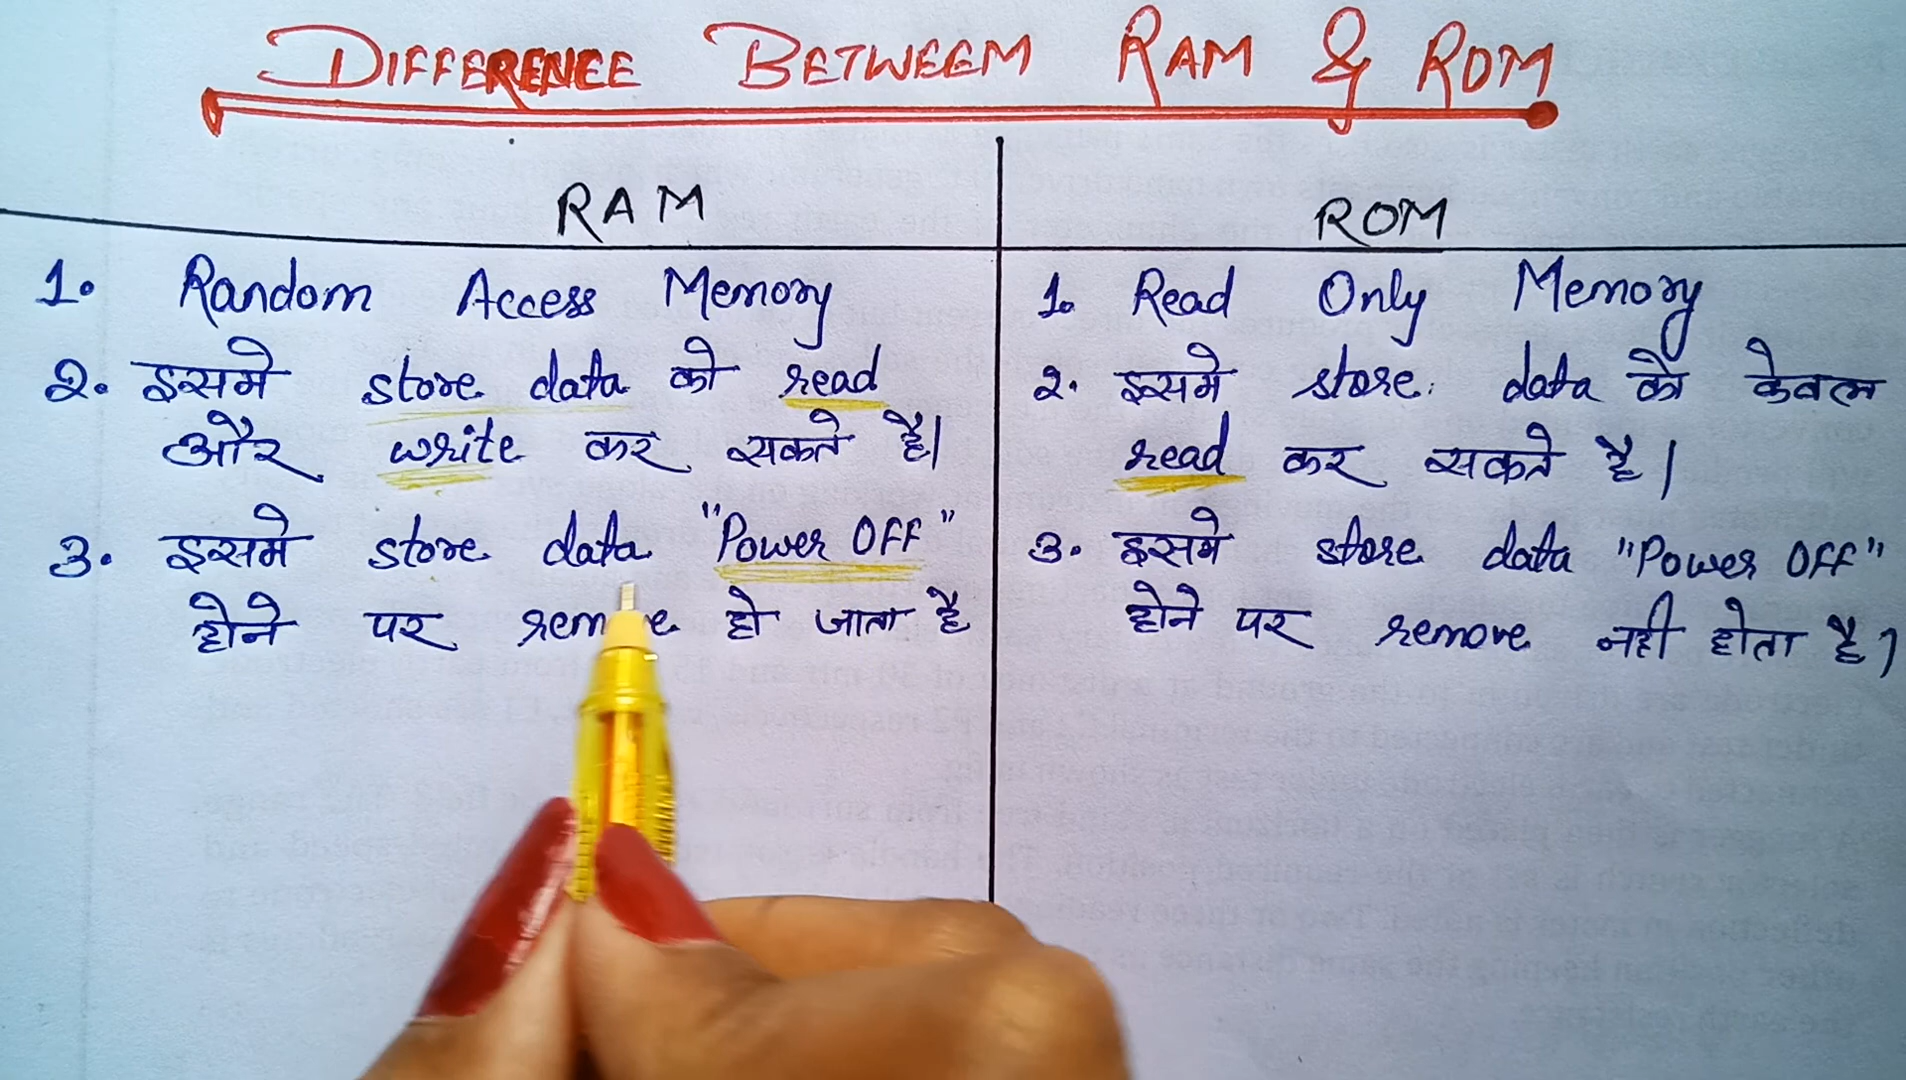 DIFFERENCE BETWEEM RAM & ROM
RAM
1. Random Access Memory
2. इसमे store data को read
और write कर सकते है।
3. इसमे store data "Power OFF"
होने पर remove हो जाता है
ROM
1. Read Only Memory
2. इसमे store data को केवल
read कर सकते है।
3. इसमे store data "Power OFF"
होने पर remove नही होता है।